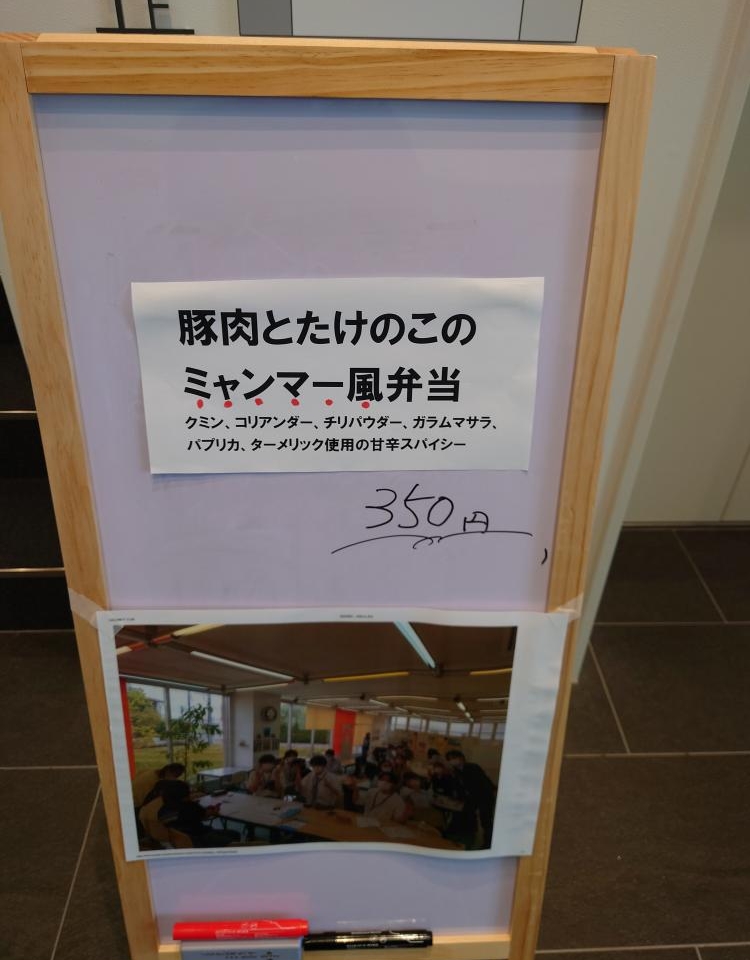 豚肉とたけのこの
ミャンマー風弁当
クミン、コリアンダー、チリパウダー、ガラムマサラ、
パプリカ、ターメリック使用の甘辛スパイシー
350円